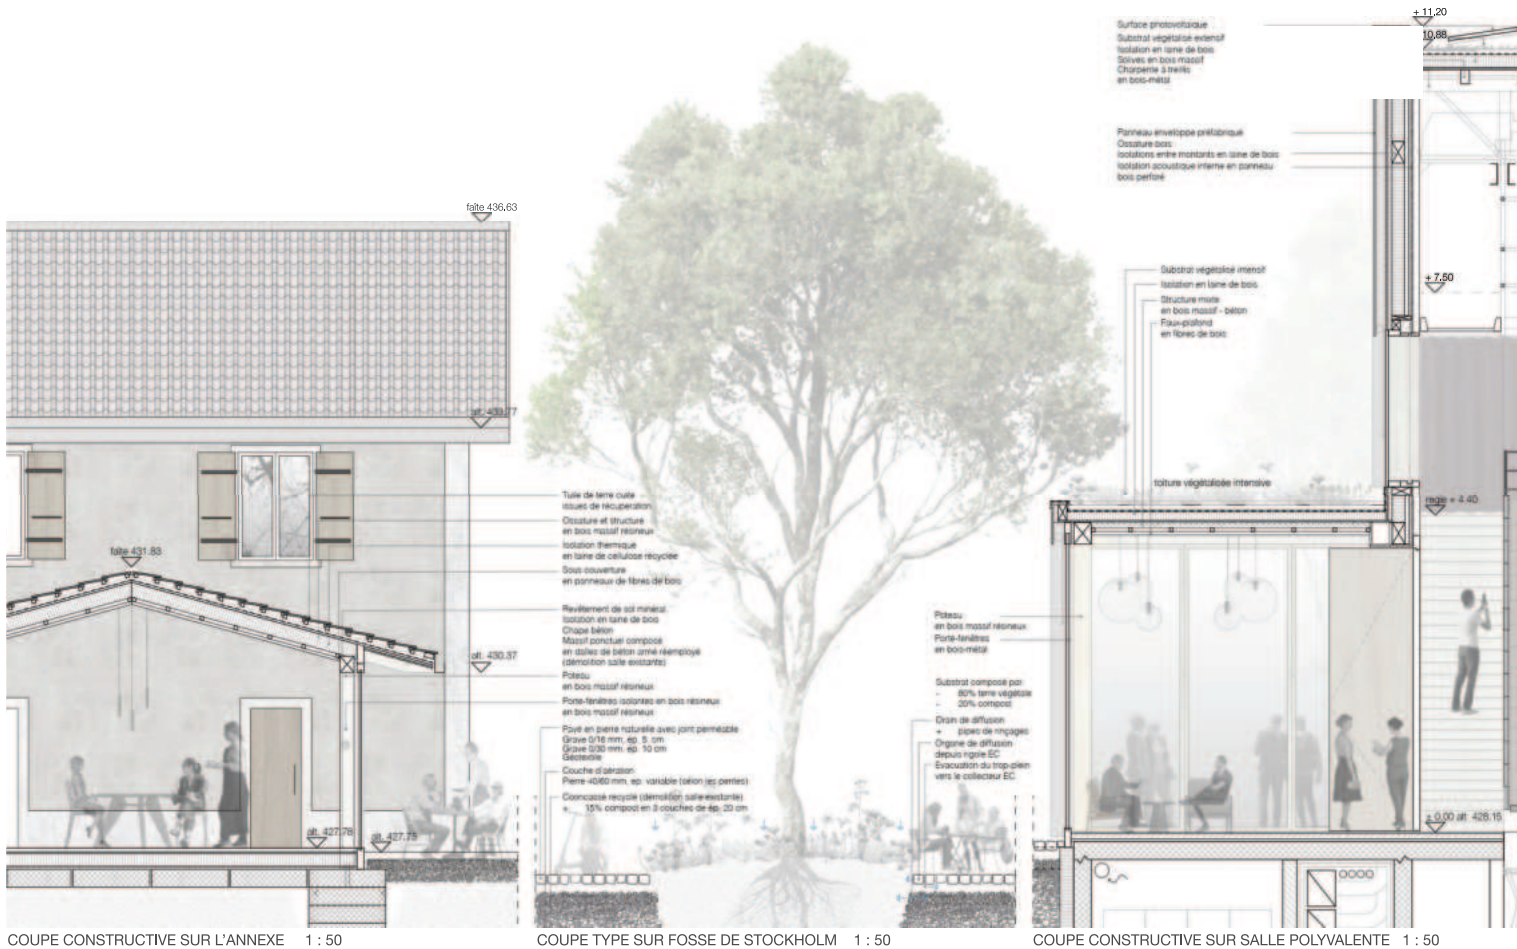 faîte 436.63
alt. 433.77
faîte 431.83
alt. 430.37
alt. 427.78
alt. 427.75
COUPE CONSTRUCTIVE SUR L'ANNEXE 1 : 50
Tuile de terre cuite
issues de récupération
Ossature et structure
en bois massif résineux
Isolation thermique
en laine de cellulose recyclée
Sous couverture
en panneaux de fibres de bois
Revêtement de sol minéral
Isolation en laine de bois
Chape béton
Massif ponctuel composé
en dalles de béton armé réemployé
(démolition salle existante)
Poteau
en bois massif résineux
Porte-fenêtres isolantes en bois résineux
en bois massif résineux
Pavé en pierre naturelle avec joint perméable
Grave 0/16 mm, ép. 5 cm
Grave 0/30 mm, ép. 10 cm
Géotextile
Couche d'aération
Pierre 40/60 mm, ép. variable (selon les pentes)
Concassé recyclé (démolition salle existante)
+ 15% compost en 3 couches de ép. 20 cm
COUPE TYPE SUR FOSSE DE STOCKHOLM 1 : 50
Surface photovoltaïque
Substrat végétalisé extensif
Isolation en laine de bois
Solives en bois massif
Charpente à treillis
en bois-métal
Panneau enveloppe préfabriqué
Ossature bois
Isolations entre montants en laine de bois
Isolation acoustique interne en panneau
bois perforé
Substrat végétalisé intensif
Isolation en laine de bois
Structure mixte
en bois massif - béton
Faux-plafond
en fibres de bois
toiture végétalisée intensive
Poteau
en bois massif résineux
Porte-fenêtres
en bois-métal
Substrat composé par:
- 80% terre végétale
- 20% compost
Drain de diffusion
+ pipes de rinçages
Organe de diffusion
depuis rigole EC
Évacuation du trop-plein
vers le collecteur EC
+ 11.20
10.88
+ 7.50
regie + 4.40
± 0.00 alt 428.15
COUPE CONSTRUCTIVE SUR SALLE POLYVALENTE 1 : 50